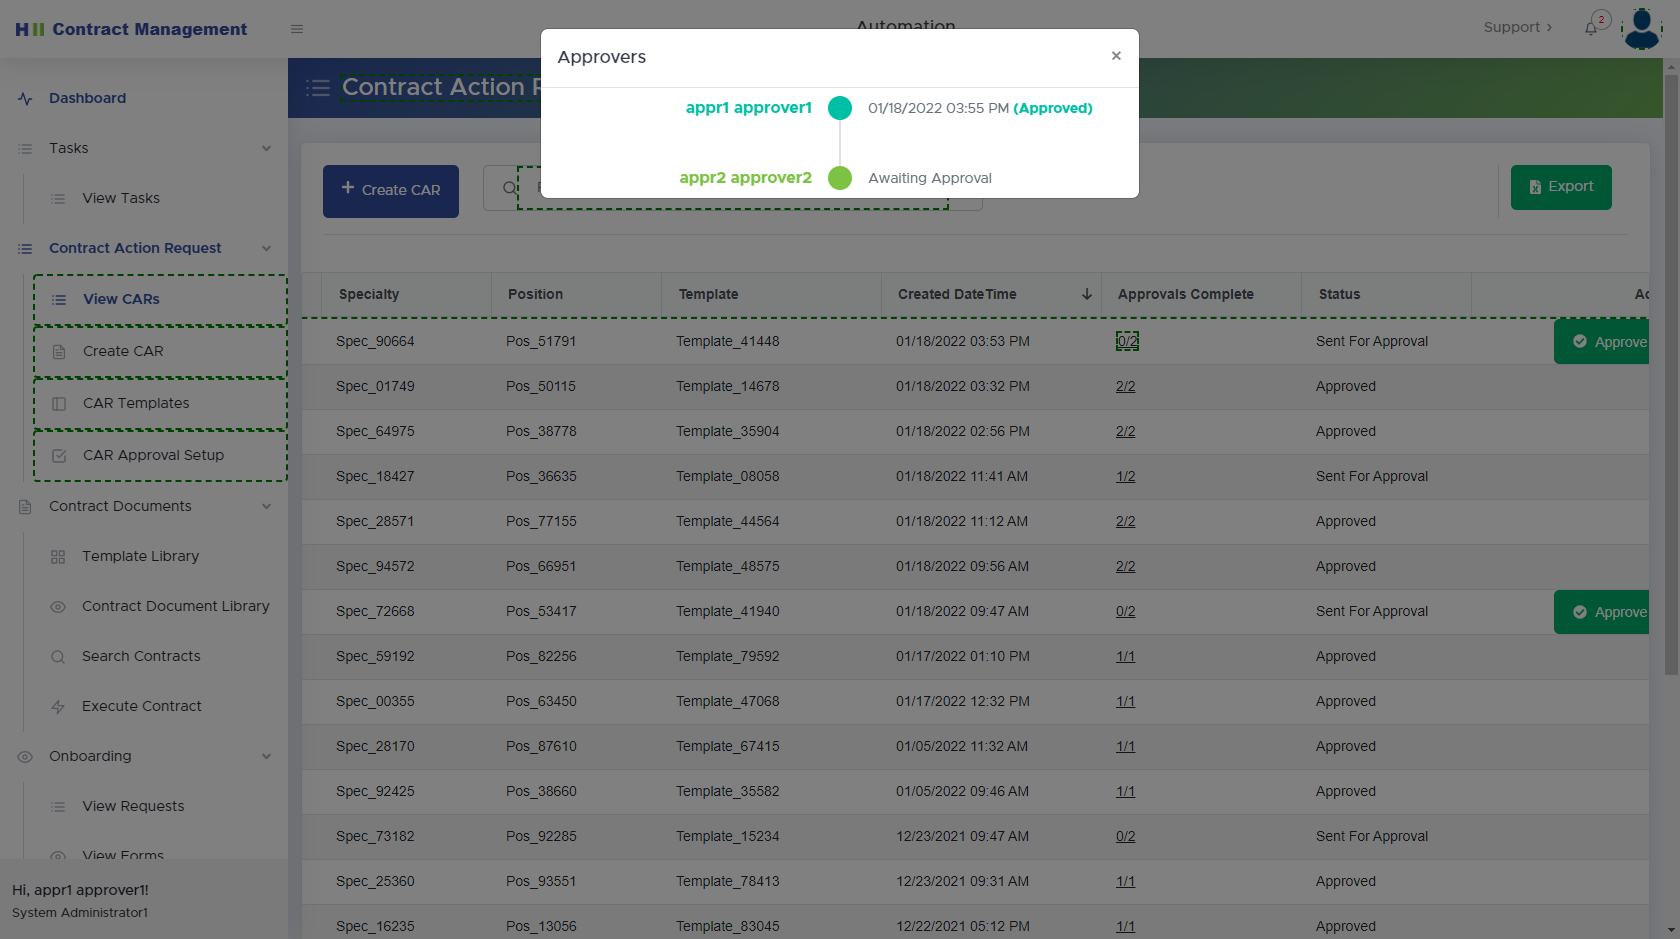 HII Contract Management
Automation
Support
2
Approvers
×
appr1 approver1
01/18/2022 03:55 PM (Approved)
appr2 approver2
Awaiting Approval
Dashboard
Tasks
View Tasks
Contract Action Request
View CARs
Create CAR
CAR Templates
CAR Approval Setup
Contract Documents
Template Library
Contract Document Library
Search Contracts
Execute Contract
Onboarding
View Requests
View Forms
Hi, appr1 approver1!
System Administrator1
Contract Action R
+ Create CAR
Export
Specialty Position Template Created DateTime Approvals Complete Status
Spec_90664 Pos_51791 Template_41448 01/18/2022 03:53 PM 0/2 Sent For Approval Approve
Spec_01749 Pos_50115 Template_14678 01/18/2022 03:32 PM 2/2 Approved
Spec_64975 Pos_38778 Template_35904 01/18/2022 02:56 PM 2/2 Approved
Spec_18427 Pos_36635 Template_08058 01/18/2022 11:41 AM 1/2 Sent For Approval
Spec_28571 Pos_77155 Template_44564 01/18/2022 11:12 AM 2/2 Approved
Spec_94572 Pos_66951 Template_48575 01/18/2022 09:56 AM 2/2 Approved
Spec_72668 Pos_53417 Template_41940 01/18/2022 09:47 AM 0/2 Sent For Approval Approve
Spec_59192 Pos_82256 Template_79592 01/17/2022 01:10 PM 1/1 Approved
Spec_00355 Pos_63450 Template_47068 01/17/2022 12:32 PM 1/1 Approved
Spec_28170 Pos_87610 Template_67415 01/05/2022 11:32 AM 1/1 Approved
Spec_92425 Pos_38660 Template_35582 01/05/2022 09:46 AM 1/1 Approved
Spec_73182 Pos_92285 Template_15234 12/23/2021 09:47 AM 0/2 Sent For Approval
Spec_25360 Pos_93551 Template_78413 12/23/2021 09:31 AM 1/1 Approved
Spec_16235 Pos_13056 Template_83045 12/22/2021 05:12 PM 1/1 Approved